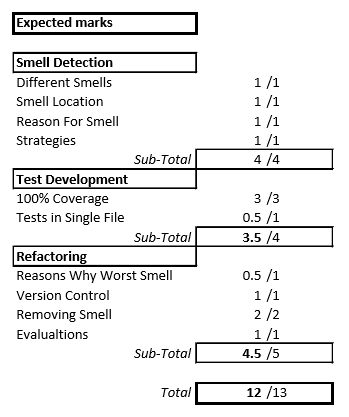 Expected marks
Smell Detection
Different Smells 1 /1
Smell Location 1 /1
Reason For Smell 1 /1
Strategies 1 /1
Sub-Total 4 /4
Test Development
100% Coverage 3 /3
Tests in Single File 0.5 /1
Sub-Total 3.5 /4
Refactoring
Reasons Why Worst Smell 0.5 /1
Version Control 1 /1
Removing Smell 2 /2
Evaulaltions 1 /1
Sub-Total 4.5 /5
Total 12 /13